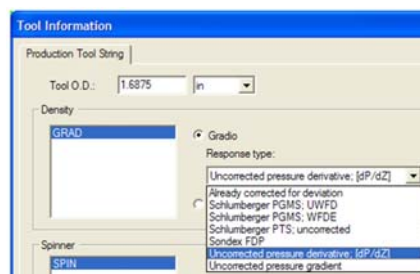 Tool Information
Production Tool String
Tool O.D.: 1.6875 in
Density
GRAD
Gradio
Response type:
Uncorrected pressure derivative; [dP/dZ]
Already corrected for deviation
Schlumberger PGMS; UWFD
Schlumberger PGMS; WFDE
Schlumberger PTS; uncorrected
Sondex FDP
Uncorrected pressure derivative; [dP/dZ]
Uncorrected pressure gradient
Spinner
SPIN